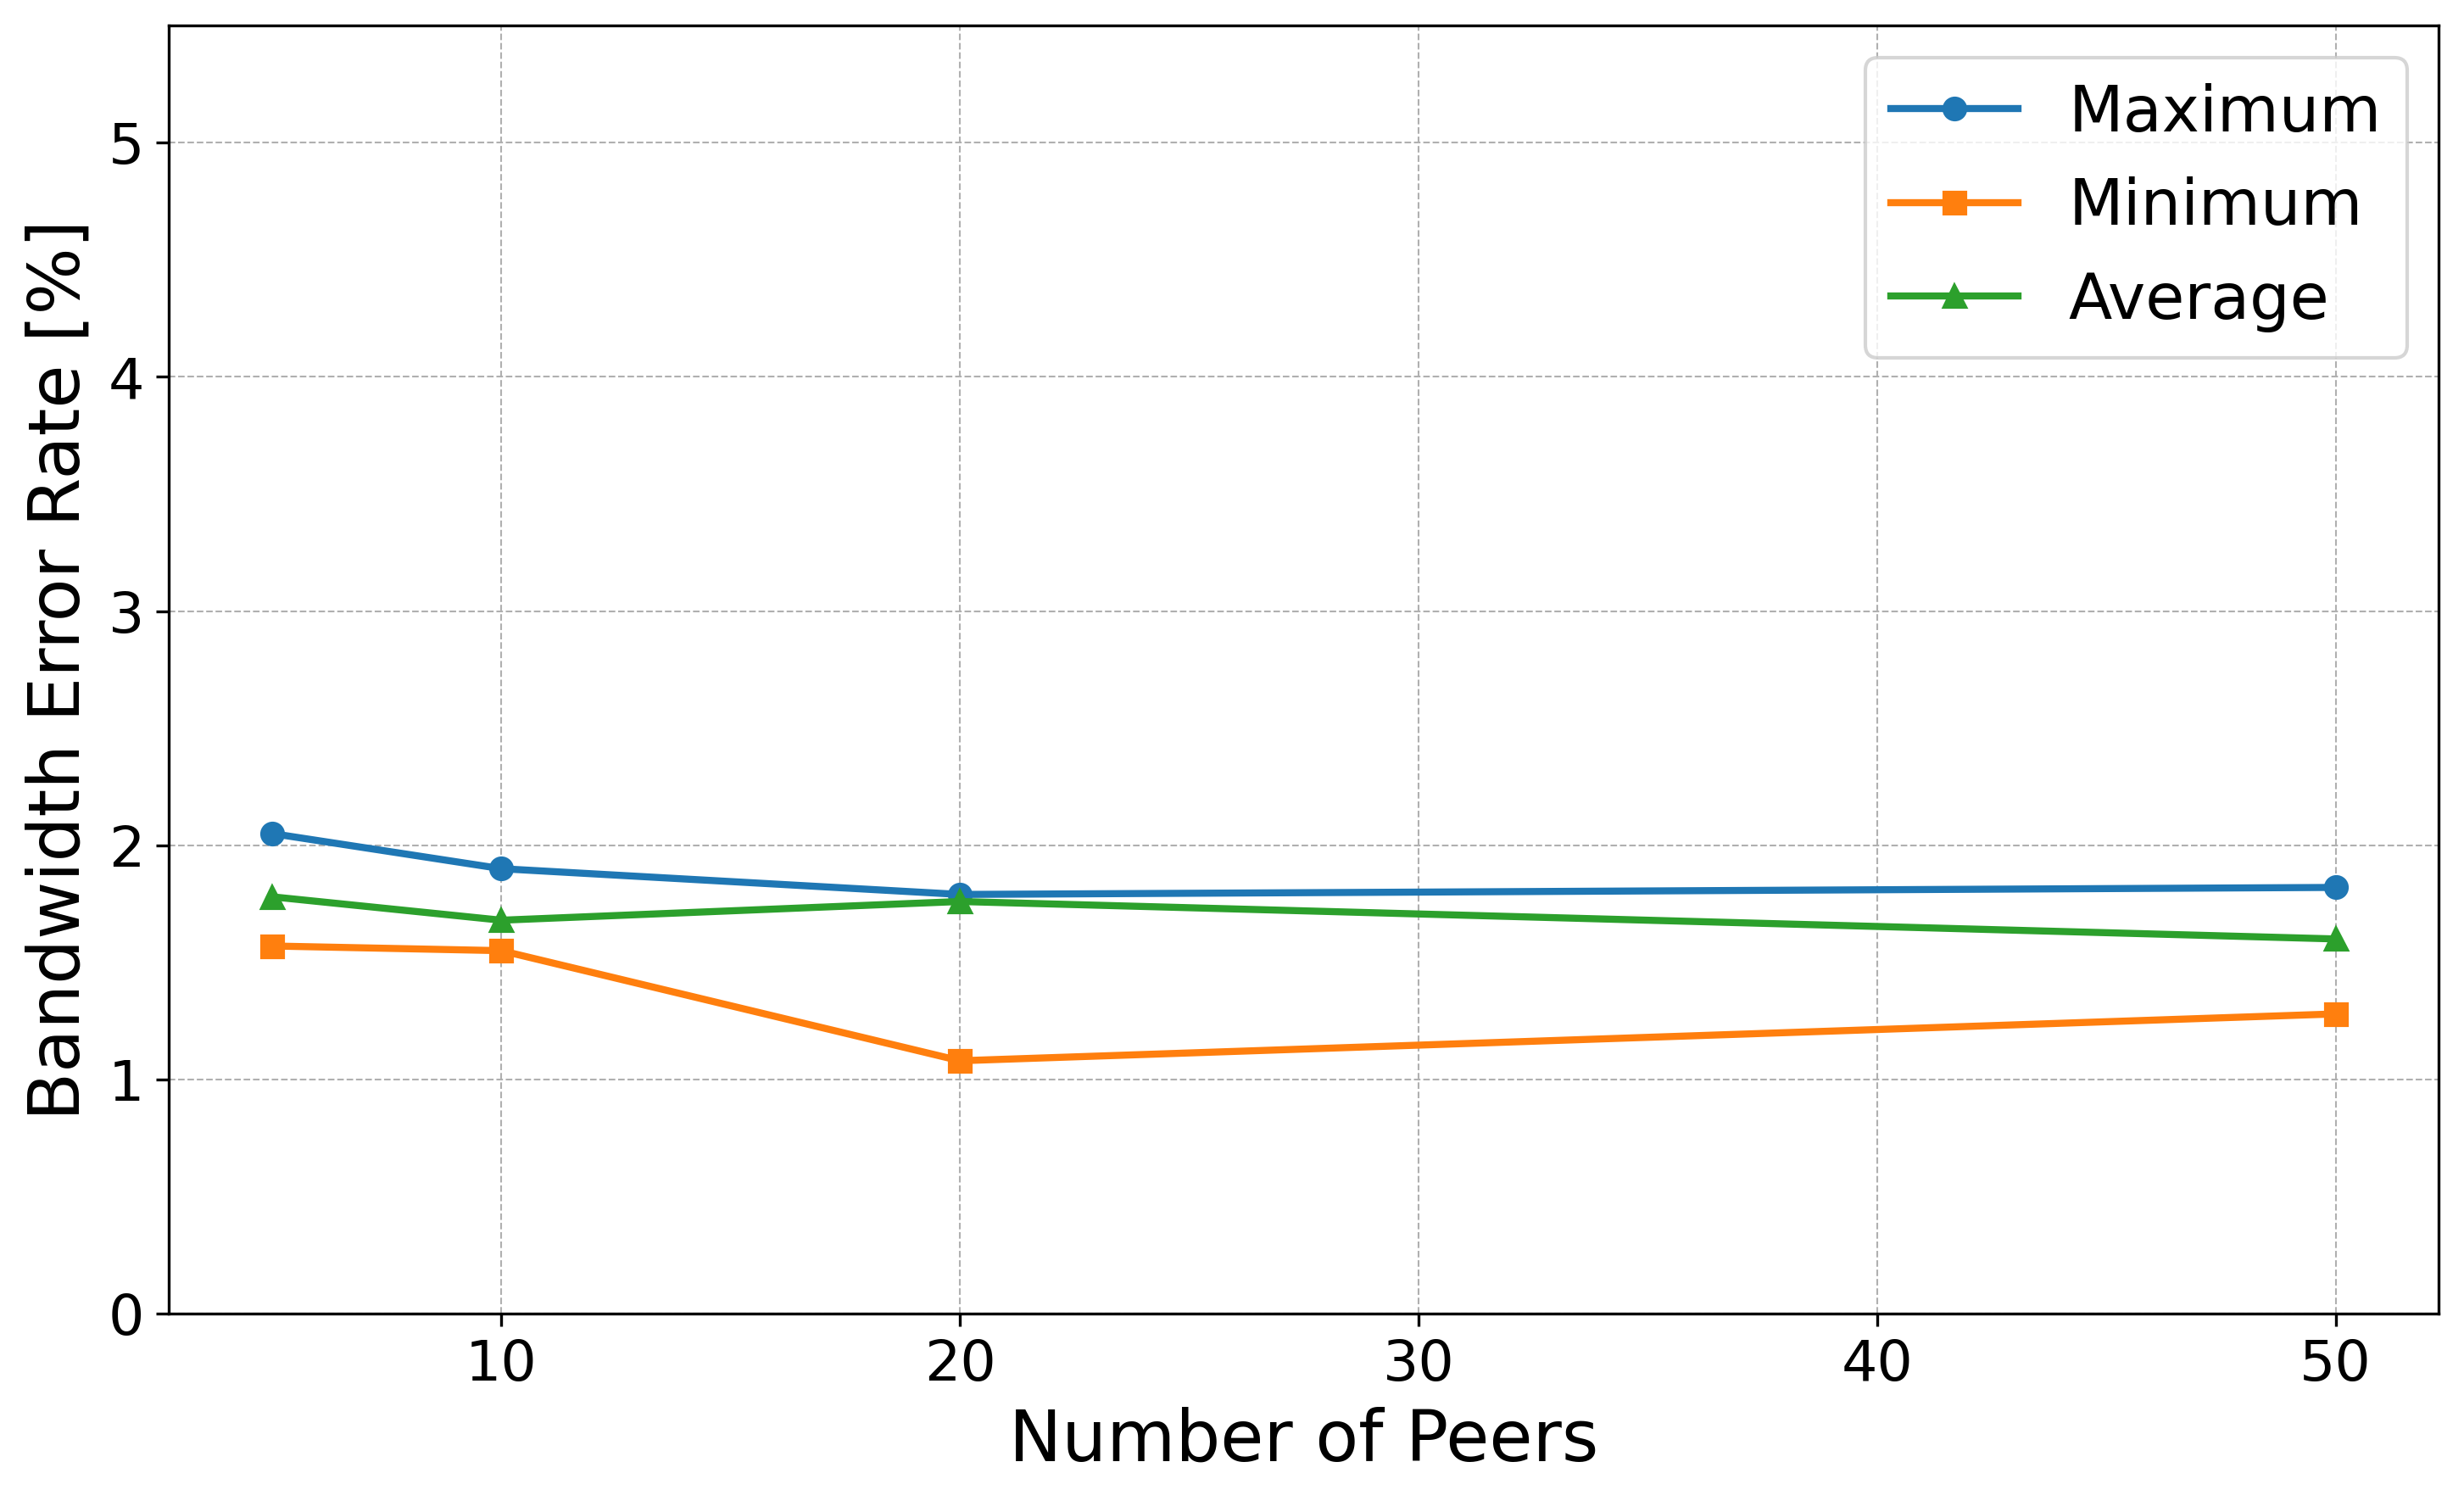 Maximum
Minimum
Average
Bandwidth Error Rate [%]
5
4
3
2
1
0
10 20 30 40 50
Number of Peers